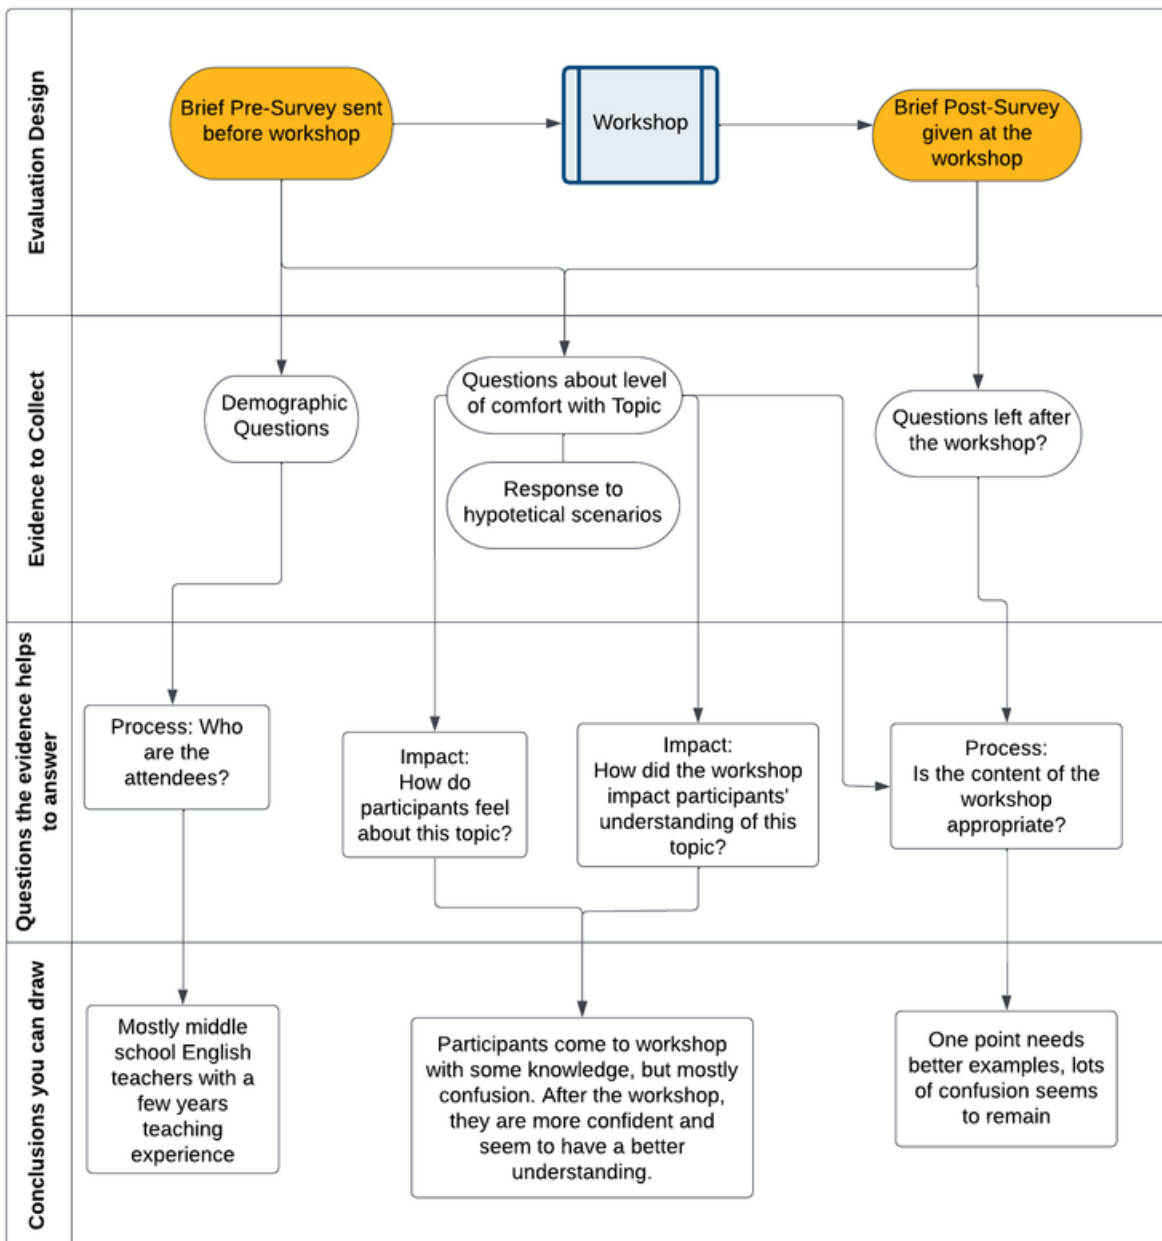 Evaluation Design
Brief Pre-Survey sent
before workshop
Workshop
Brief Post-Survey
given at the
workshop
Evidence to Collect
Demographic
Questions
Questions about level
of comfort with Topic
Response to
hypotetical scenarios
Questions left after
the workshop?
Questions the evidence helps
to answer
Process: Who
are the
attendees?
Impact:
How do
participants feel
about this topic?
Impact:
How did the workshop
impact participants'
understanding of this
topic?
Process:
Is the content of the
workshop
appropriate?
Conclusions you can draw
Mostly middle
school English
teachers with a
few years
teaching
experience
Participants come to workshop
with some knowledge, but mostly
confusion. After the workshop,
they are more confident and
seem to have a better
understanding.
One point needs
better examples, lots
of confusion seems
to remain